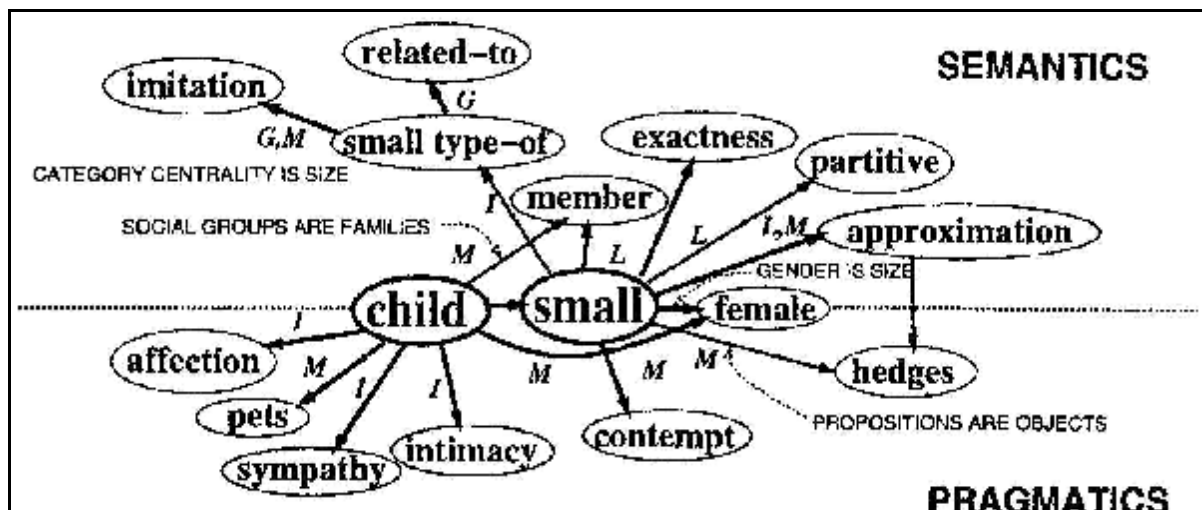 related-to
SEMANTICS
imitation
G
G,M
small type-of
exactness
partitive
CATEGORY CENTRALITY IS SIZE
member
I
SOCIAL GROUPS ARE FAMILIES
L
I,M
approximation
M
L
GENDER IS SIZE
child
small
female
I
affection
M
I
I
M
M
M
hedges
pets
contempt
PROPOSITIONS ARE OBJECTS
intimacy
sympathy
PRAGMATICS